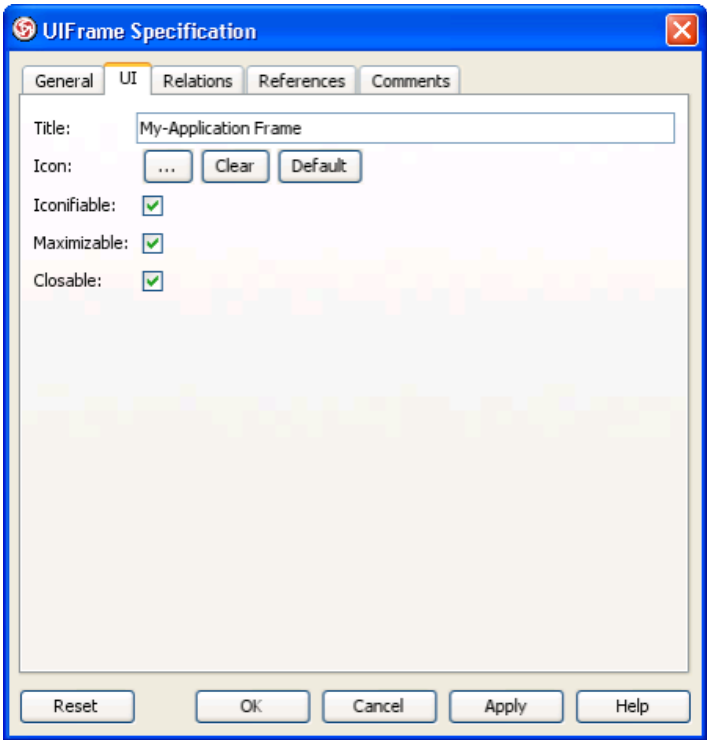 UIFrame Specification
General UI Relations References Comments
Title: My-Application Frame
Icon: ... Clear Default
Iconifiable:
Maximizable:
Closable:
Reset OK Cancel Apply Help